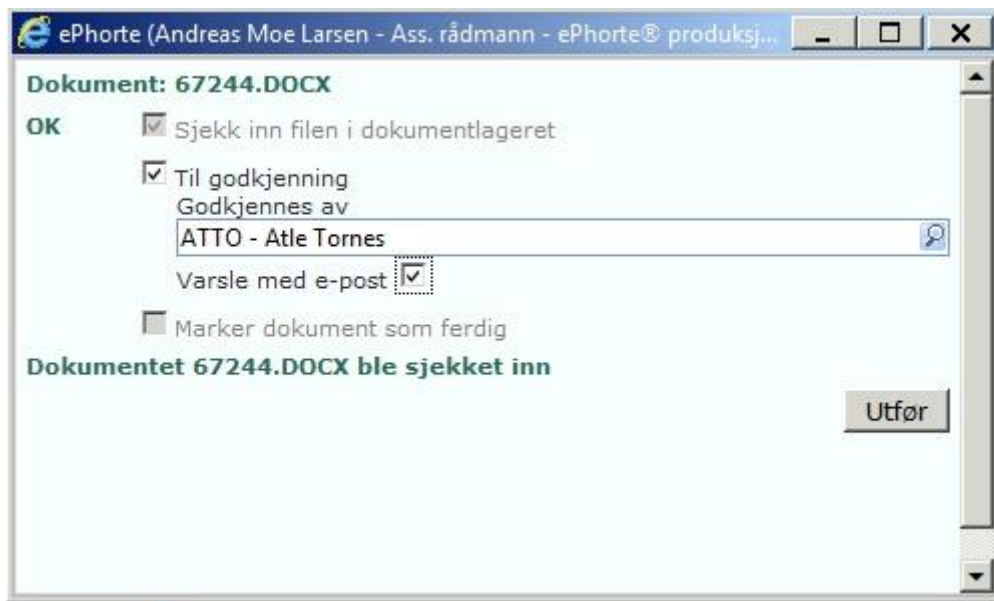 ePhorte (Andreas Moe Larsen - Ass. rådmann - ePhorte® produksj...
Dokument: 67244.DOCX
OK Sjekk inn filen i dokumentlageret
Til godkjenning
Godkjennes av
ATTO - Atle Tornes
Varsle med e-post
Marker dokument som ferdig
Dokumentet 67244.DOCX ble sjekket inn
Utfør